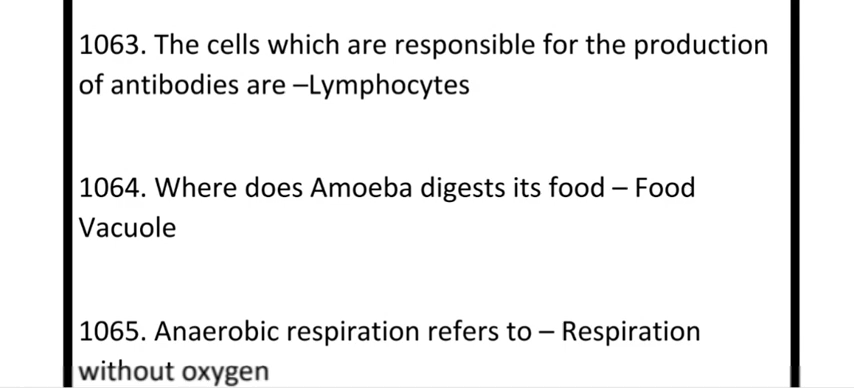 1063. The cells which are responsible for the production
of antibodies are –Lymphocytes
1064. Where does Amoeba digests its food – Food
Vacuole
1065. Anaerobic respiration refers to – Respiration
without oxygen